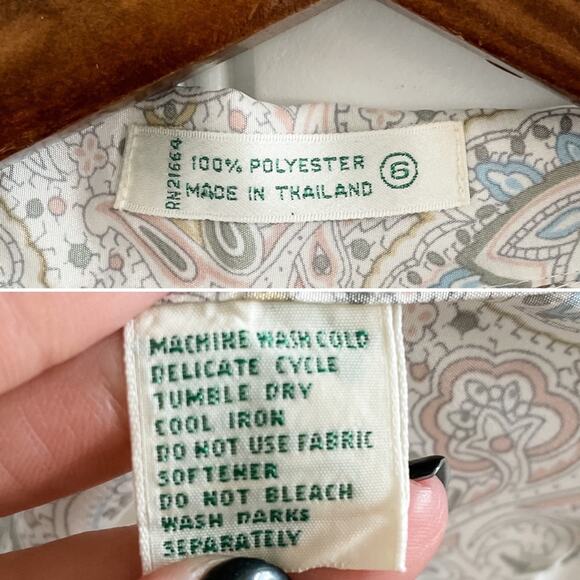 RN21664
100% POLYESTER
MADE IN THAILAND
6
MACHINE WASH COLD
DELICATE CYCLE
TUMBLE DRY
COOL IRON
DO NOT USE FABRIC
SOFTENER
DO NOT BLEACH
WASH DARKS
SEPARATELY